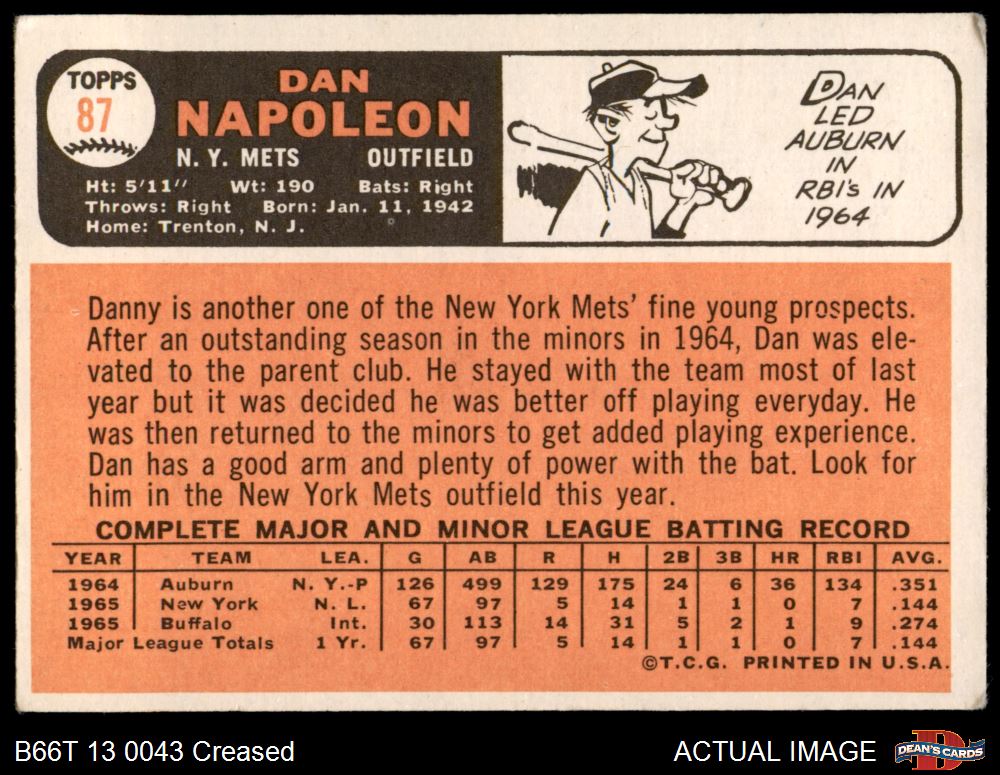 TOPPS
87
DAN
NAPOLEON
N. Y. METS OUTFIELD
Ht: 5'11" Wt: 190 Bats: Right
Throws: Right Born: Jan. 11, 1942
Home: Trenton, N. J.
DAN
LED
AUBURN
IN
RBI's IN
1964
Danny is another one of the New York Mets' fine young prospects.
After an outstanding season in the minors in 1964, Dan was ele-
vated to the parent club. He stayed with the team most of last
year but it was decided he was better off playing everyday. He
was then returned to the minors to get added playing experience.
Dan has a good arm and plenty of power with the bat. Look for
him in the New York Mets outfield this year.
COMPLETE MAJOR AND MINOR LEAGUE BATTING RECORD
YEAR TEAM LEA. G AB R H 2B 3B HR RBI AVG.
1964 Auburn N. Y.-P 126 499 129 175 24 6 36 134 .351
1965 New York N. L. 67 97 5 14 1 1 0 7 .144
1965 Buffalo Int. 30 113 14 31 5 2 1 9 .274
Major League Totals 1 Yr. 67 97 5 14 1 1 0 7 .144
©T.C.G. PRINTED IN U.S.A.
B66T 13 0043 Creased
ACTUAL IMAGE
DEAN'S CARDS